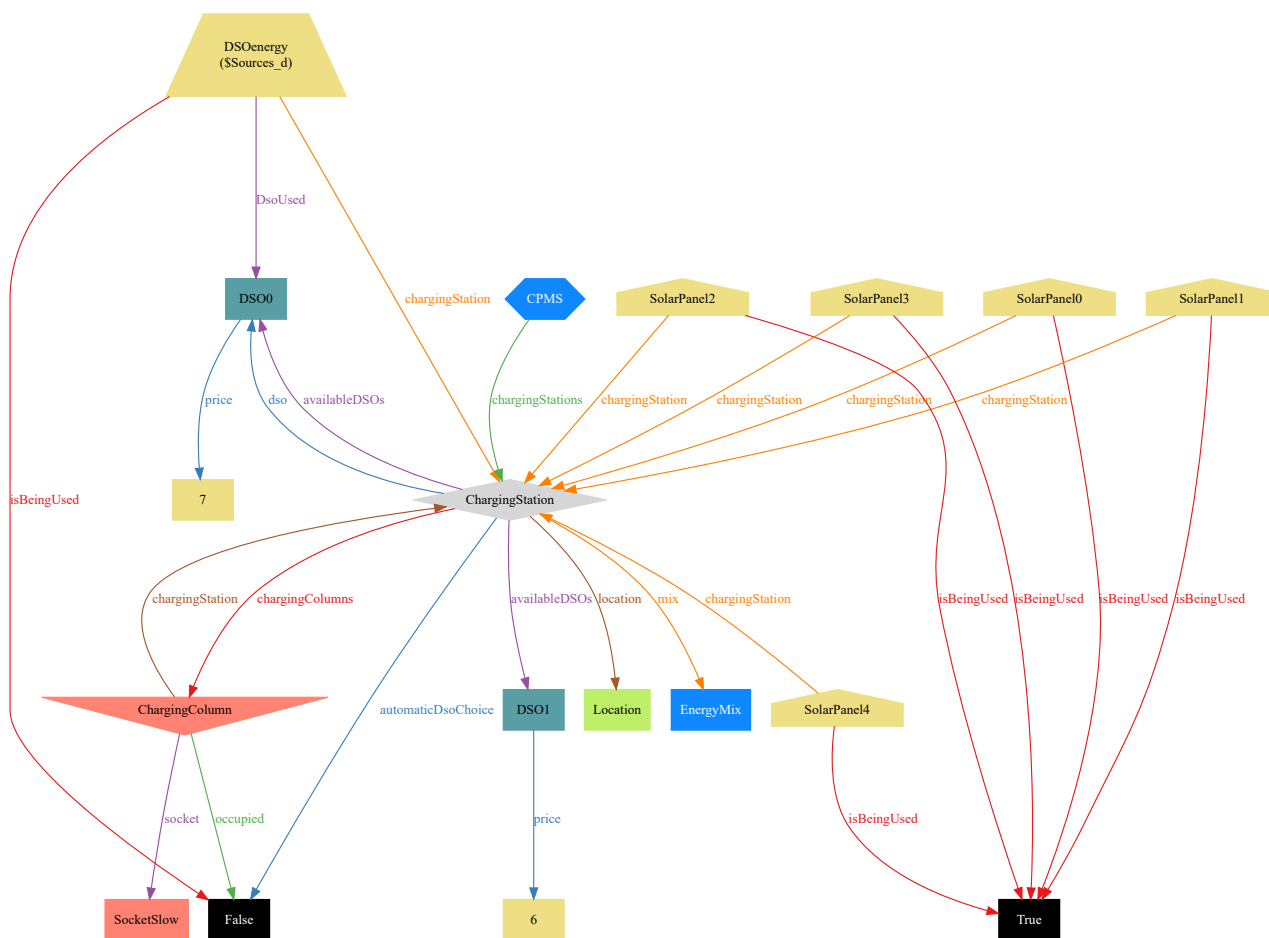 DSOenergy
($Sources_d)
DsoUsed
DSO0
chargingStation
CPMS
SolarPanel2
SolarPanel3
SolarPanel0
SolarPanel1
price
dso
availableDSOs
chargingStations
chargingStation
chargingStation
chargingStation
chargingStation
isBeingUsed
7
ChargingStation
chargingStation
chargingColumns
availableDSOs
location
mix
chargingStation
isBeingUsed
isBeingUsed
isBeingUsed
isBeingUsed
ChargingColumn
automaticDsoChoice
DSO1
Location
EnergyMix
SolarPanel4
socket
occupied
price
isBeingUsed
SocketSlow
False
6
True